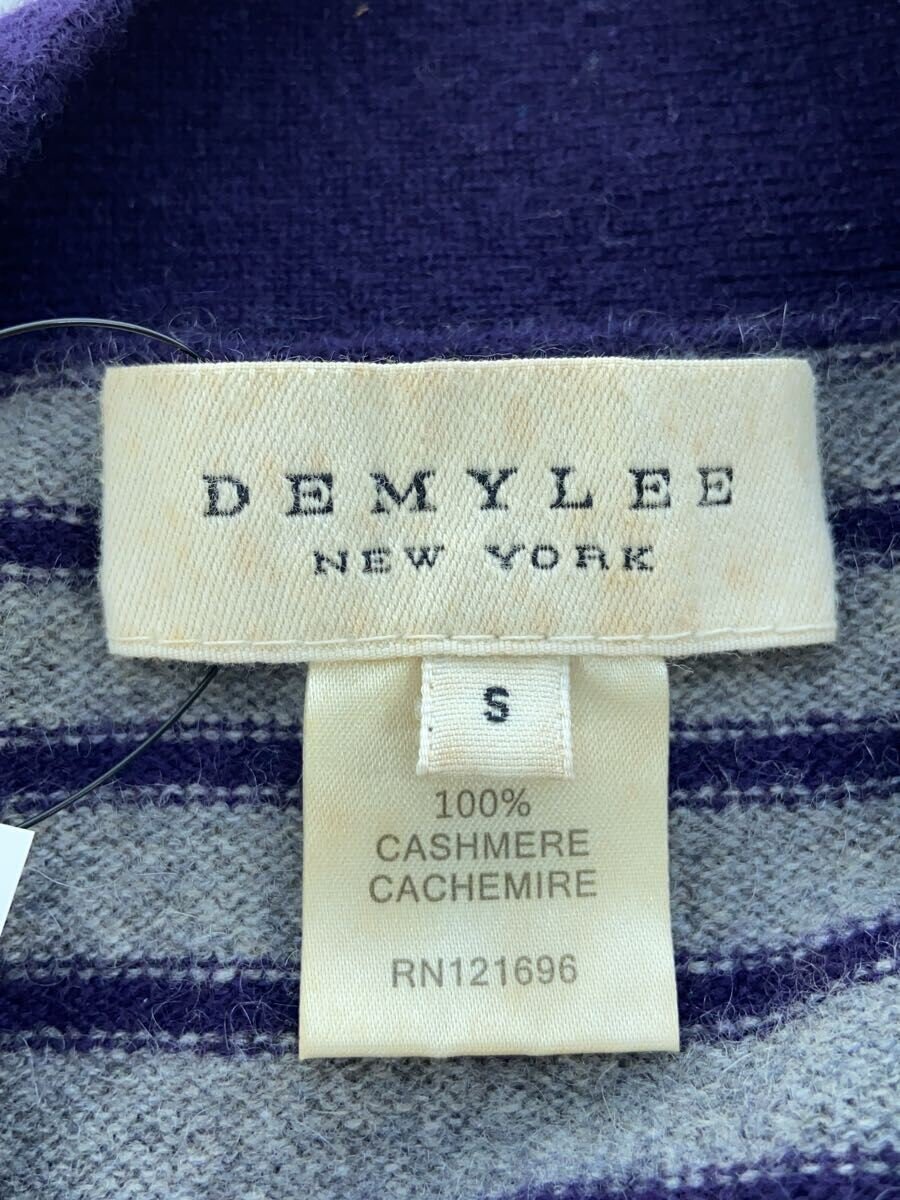 DEMYLEE
NEW YORK
S
100%
CASHMERE
CACHEMIRE
RN121696